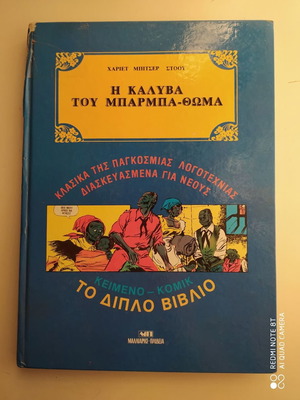 ΧΑΡΙΕΤ ΜΠΙΤΣΕΡ ΣΤΟΟΥ
Η ΚΑΛΥΒΑ
ΤΟΥ ΜΠΑΡΜΠΑ-ΘΩΜΑ
ΚΛΑΣΙΚΑ ΤΗΣ ΠΑΓΚΟΣΜΙΑΣ ΛΟΓΟΤΕΧΝΙΑΣ
ΔΙΑΣΚΕΥΑΣΜΕΝΑ ΓΙΑ ΝΕΟΥΣ
ΚΕΙΜΕΝΟ-ΚΟΜΙΚ
ΤΟ ΔΙΠΛΟ ΒΙΒΛΙΟ
ΜΑΛΛΙΑΡΗΣ-ΠΑΙΔΕΙΑ
REDMI NOTE 8T
AI QUAD CAMERA